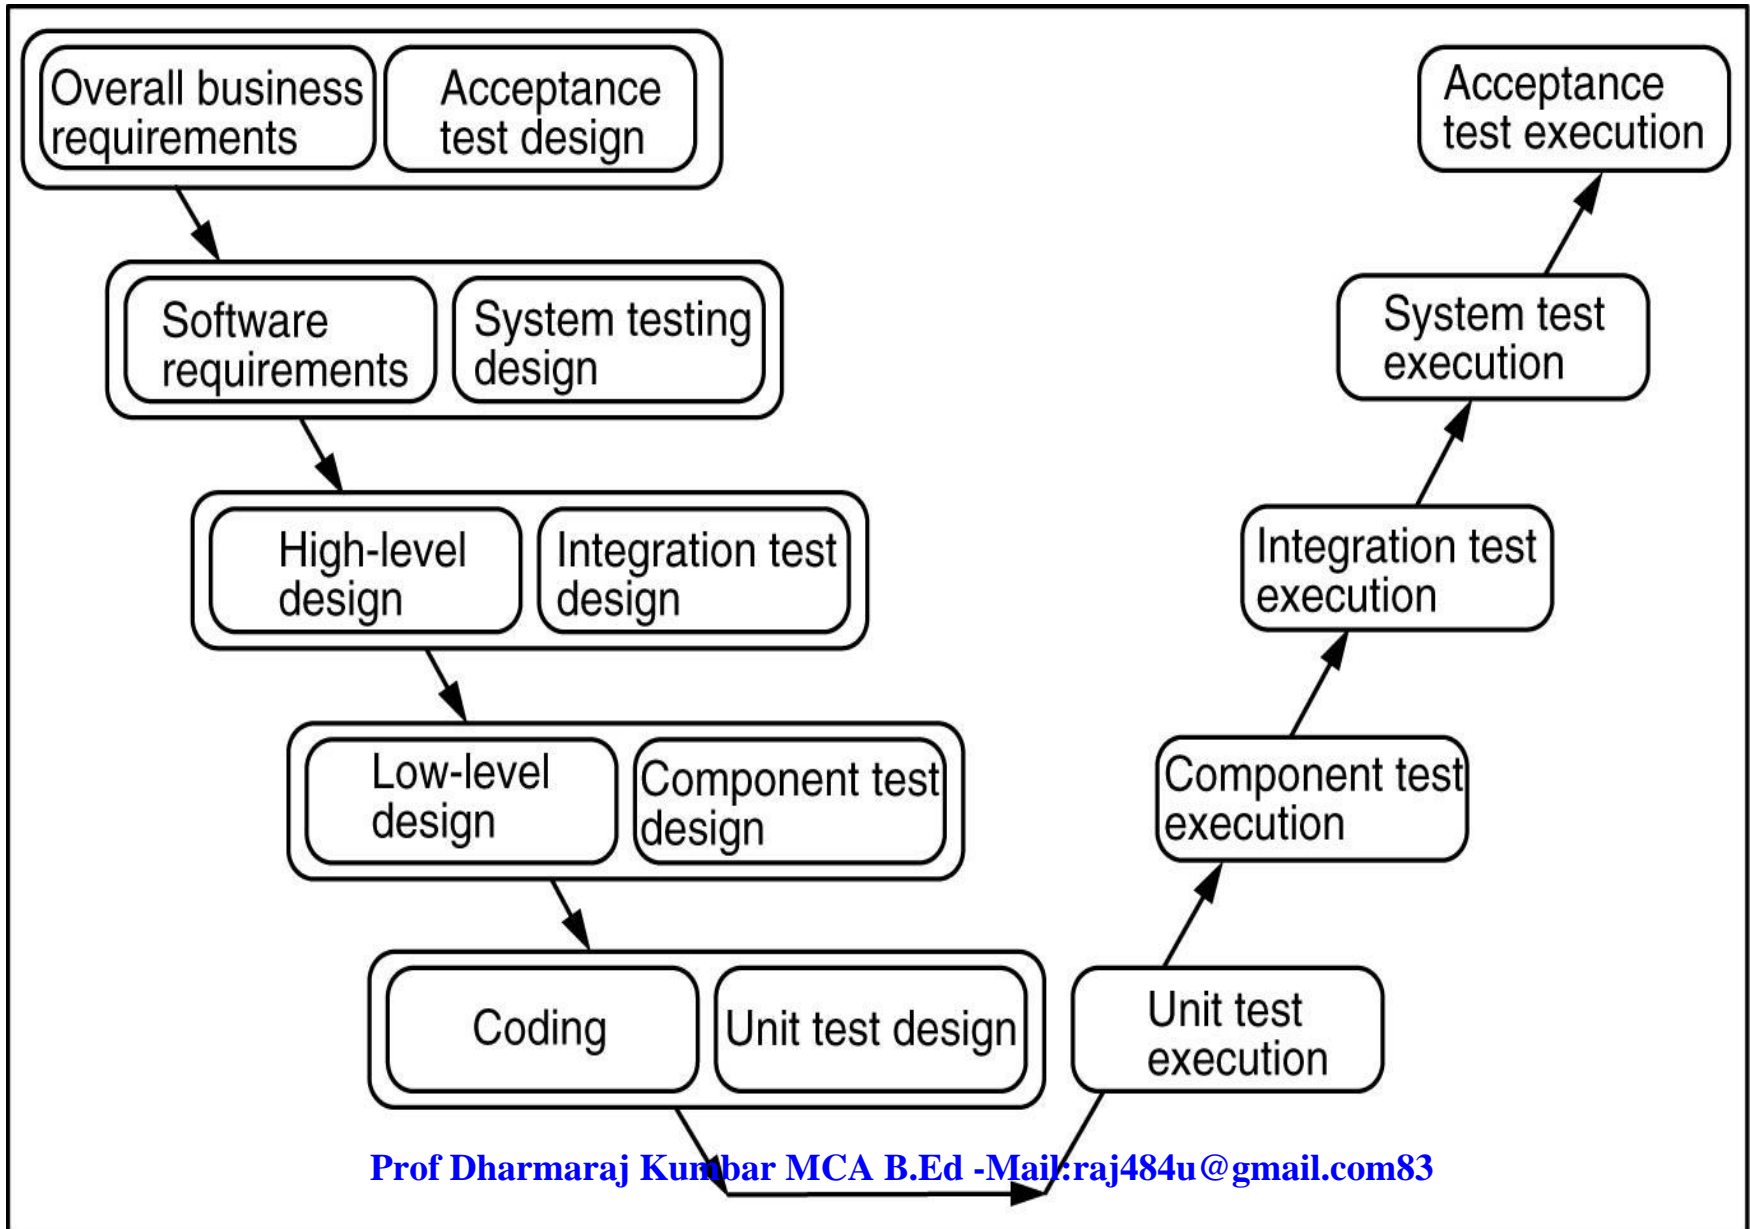 Overall business
requirements
Acceptance
test design
Acceptance
test execution
Software
requirements
System testing
design
System test
execution
High-level
design
Integration test
design
Integration test
execution
Low-level
design
Component test
design
Component test
execution
Coding
Unit test design
Unit test
execution
Prof Dharmaraj Kumbar MCA B.Ed -Mail:raj484u@gmail.com83